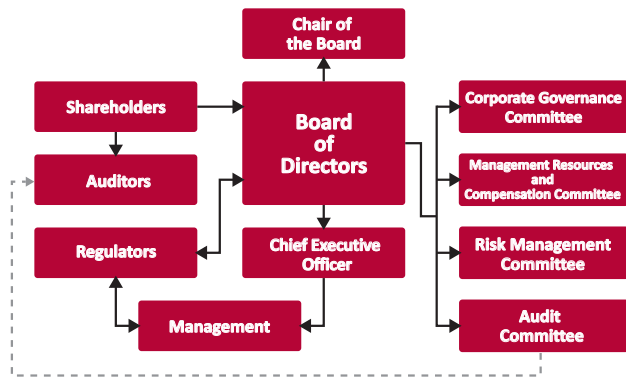 Chair of
the Board
Shareholders
Board
of
Directors
Corporate Governance
Committee
Auditors
Management Resources
and
Compensation Committee
Regulators
Chief Executive
Officer
Risk Management
Committee
Management
Audit
Committee